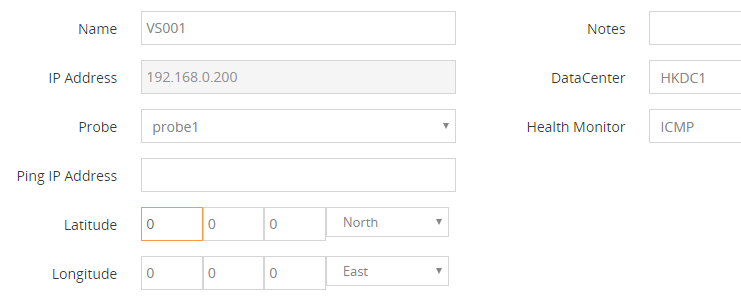 Name VS001 Notes
IP Address 192.168.0.200 DataCenter HKDC1
Probe probe1 Health Monitor ICMP
Ping IP Address
Latitude 0 0 0 North
Longitude 0 0 0 East